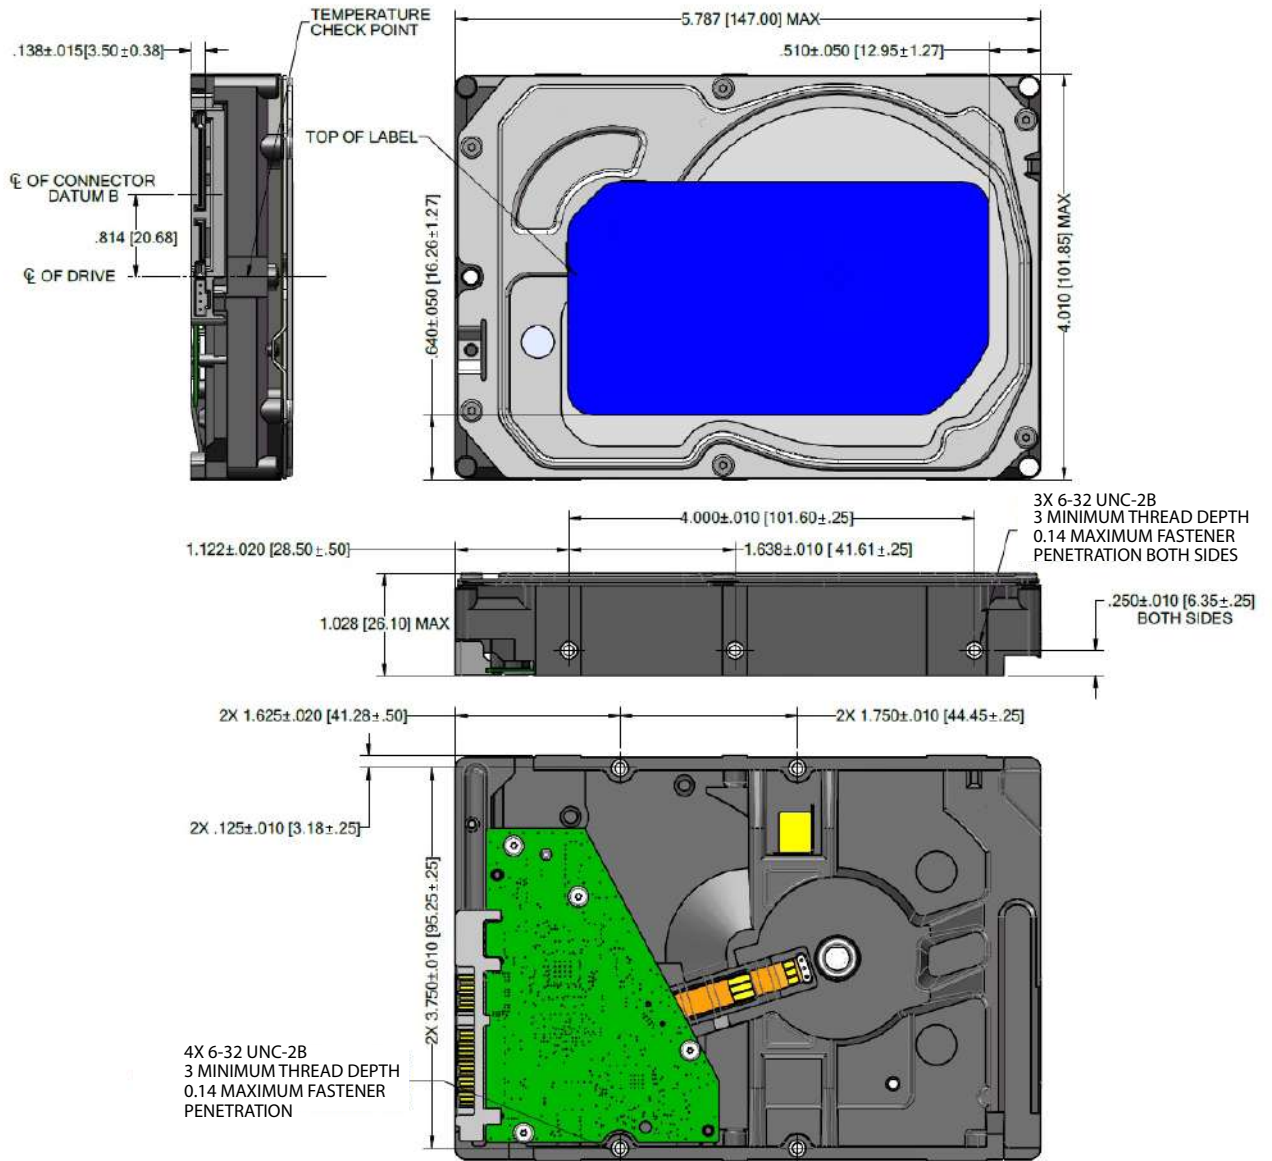 TEMPERATURE
CHECK POINT
.138±.015[3.50±0.38]
5.787 [147.00] MAX
.510±.050 [12.95±1.27]
TOP OF LABEL
℄ OF CONNECTOR
DATUM B
.814 [20.68]
℄ OF DRIVE
.640±.050 [16.26±1.27]
4.010 [101.85] MAX
3X 6-32 UNC-2B
3 MINIMUM THREAD DEPTH
0.14 MAXIMUM FASTENER
PENETRATION BOTH SIDES
4.000±.010 [101.60±.25]
1.122±.020 [28.50±.50]
1.638±.010 [ 41.61±.25]
.250±.010 [6.35±.25]
BOTH SIDES
1.028 [26.10] MAX
2X 1.625±.020 [41.28±.50]
2X 1.750±.010 [44.45±.25]
2X .125±.010 [3.18±.25]
2X 3.750±.010 [95.25±.25]
4X 6-32 UNC-2B
3 MINIMUM THREAD DEPTH
0.14 MAXIMUM FASTENER
PENETRATION